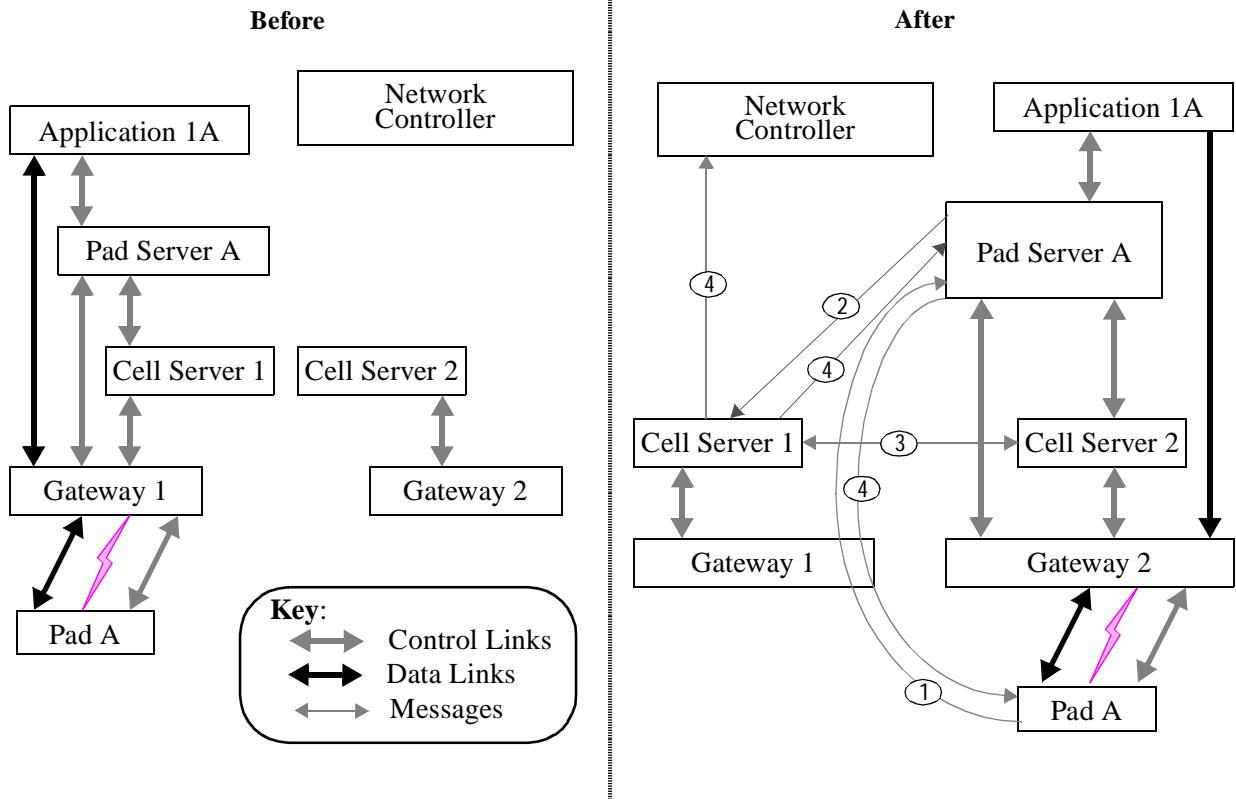 Before
Network
Controller
Application 1A
Pad Server A
Cell Server 1
Cell Server 2
Gateway 1
Gateway 2
Pad A
Key:
Control Links
Data Links
Messages
After
Network
Controller
Application 1A
Pad Server A
4
2
4
Cell Server 1
3
Cell Server 2
4
Gateway 1
Gateway 2
1
Pad A